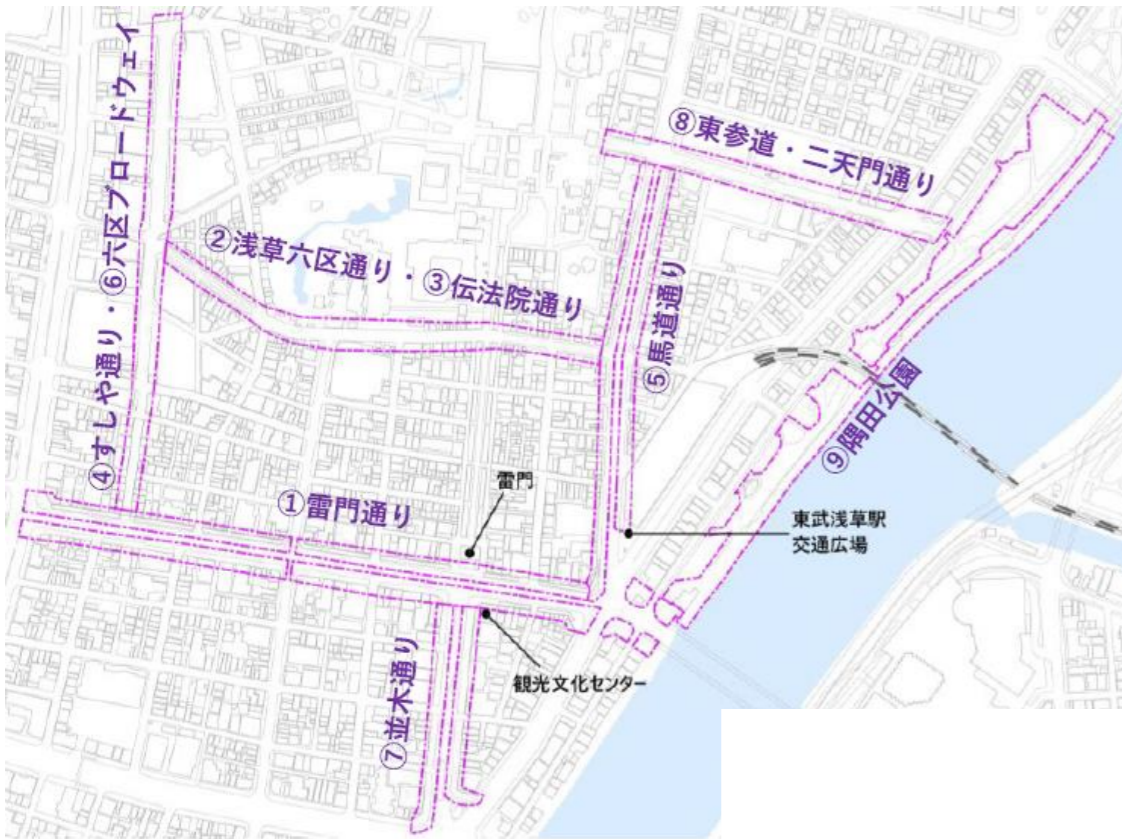 ④すしや通り・⑥六区ブロードウェイ
②浅草六区通り・③伝法院通り
⑧東参道・二天門通り
⑤馬道通り
⑨隅田公園
雷門
①雷門通り
東武浅草駅
交通広場
観光文化センター
⑦並木通り